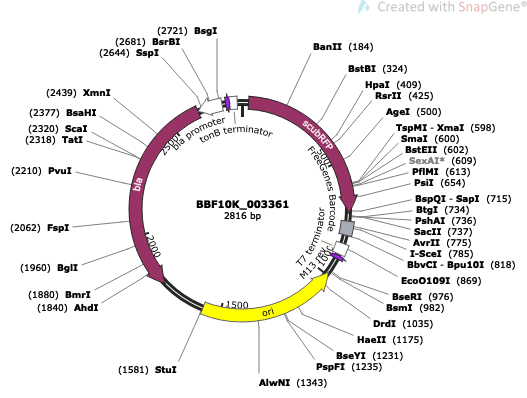 Created with SnapGene®
(2721) BsgI
(2681) BsrBI
(2644) SspI
(2439) XmnI
(2377) BsaHI
(2320) ScaI
(2318) TatI
(2210) PvuI
(2062) FspI
(1960) BglI
(1880) BmrI
(1840) AhdI
(1581) StuI
BanII (184)
BstBI (324)
HpaI (409)
RsrII (425)
AgeI (500)
TspMI - XmaI (598)
SmaI (600)
BstEII (602)
SexAI* (609)
PflMI (613)
PsiI (654)
BspQI - SapI (715)
BtgI (734)
PshAI (736)
SacII (737)
AvrII (775)
I-SceI (785)
BbvCI - Bpu10I (818)
EcoO109I (869)
BseRI (976)
BsmI (982)
DrdI (1035)
HaeII (1175)
BseYI (1231)
PspFI (1235)
AlwNI (1343)
bla promoter
tonB terminator
scubRFP
500
FreeGenes Barcode
T7 terminator
M13 rev
ori
1500
2000
bla
2500
BBF10K_003361
2816 bp